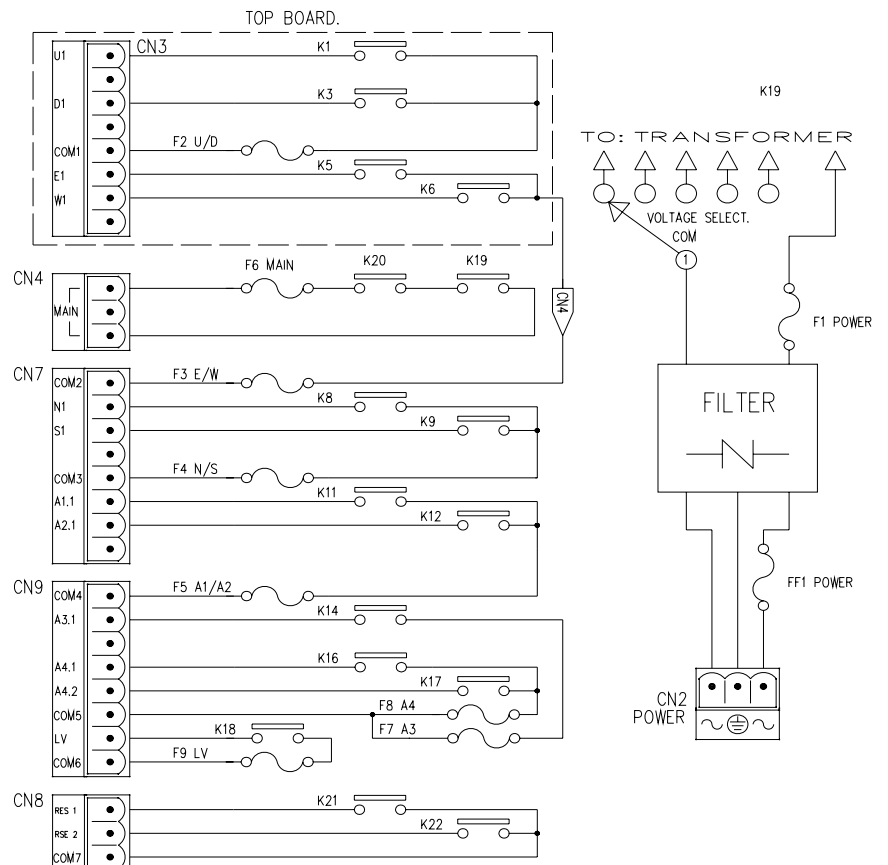 TOP BOARD.
CN3
U1
K1
D1
K3
COM1
F2 U/D
E1
K5
W1
K6
CN4
MAIN
F6 MAIN
K20
K19
CN4
CN7
COM2
F3 E/W
N1
K8
S1
K9
COM3
F4 N/S
A1.1
K11
A2.1
K12
CN9
COM4
F5 A1/A2
A3.1
K14
A4.1
K16
A4.2
K17
COM5
F8 A4
F7 A3
LV
K18
COM6
F9 LV
CN8
RES 1
K21
RSE 2
K22
COM7
K19
TO: TRANSFORMER
VOLTAGE SELECT.
COM
1
F1 POWER
FILTER
FF1 POWER
CN2
POWER